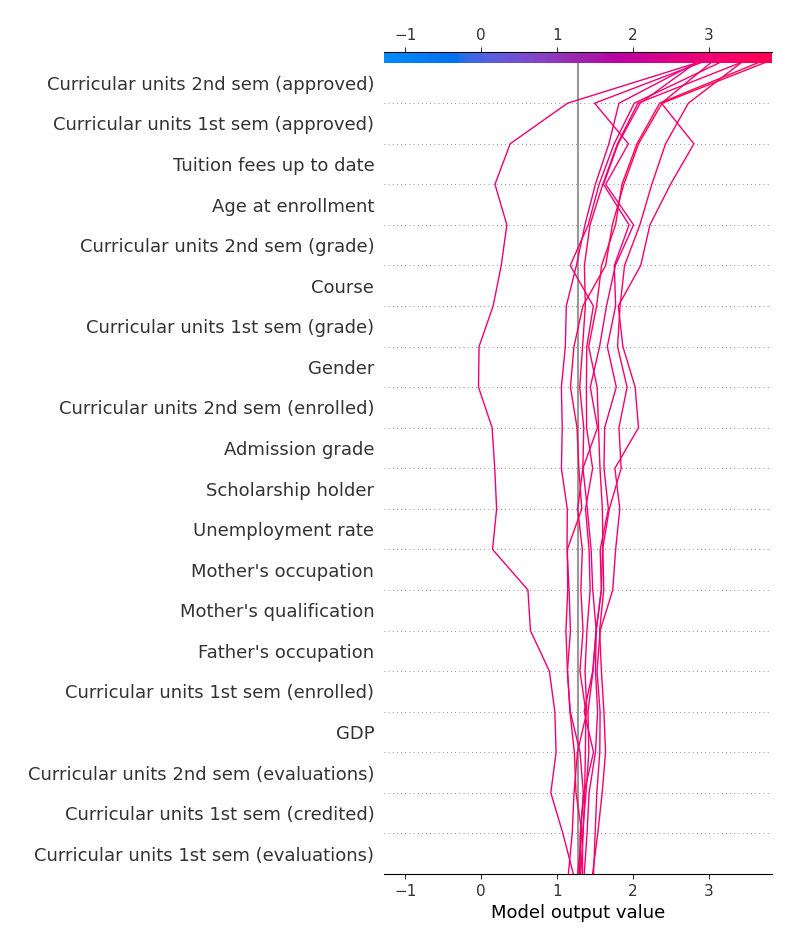 −1 0 1 2 3
Curricular units 2nd sem (approved)
Curricular units 1st sem (approved)
Tuition fees up to date
Age at enrollment
Curricular units 2nd sem (grade)
Course
Curricular units 1st sem (grade)
Gender
Curricular units 2nd sem (enrolled)
Admission grade
Scholarship holder
Unemployment rate
Mother's occupation
Mother's qualification
Father's occupation
Curricular units 1st sem (enrolled)
GDP
Curricular units 2nd sem (evaluations)
Curricular units 1st sem (credited)
Curricular units 1st sem (evaluations)
−1 0 1 2 3
Model output value